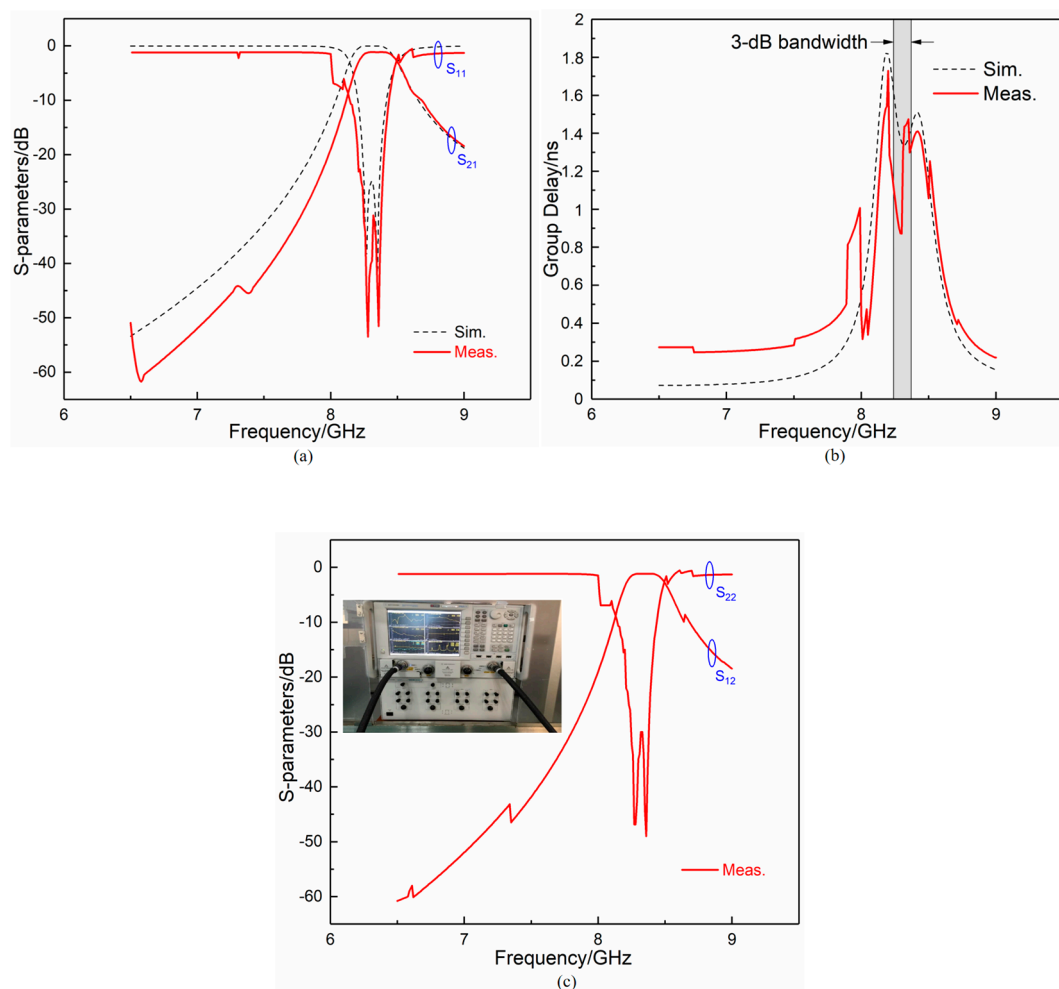 0
-10
-20
-30
-40
-50
-60
S-parameters/dB
6
7
8
9
Frequency/GHz
S11
S21
Sim.
Meas.
(a)
3-dB bandwidth
Sim.
Meas.
2
1.8
1.6
1.4
1.2
1
0.8
0.6
0.4
0.2
0
Group Delay/ns
6
7
8
9
Frequency/GHz
(b)
0
-10
-20
-30
-40
-50
-60
S-parameters/dB
S22
S12
Meas.
6
7
8
9
Frequency/GHz
(c)